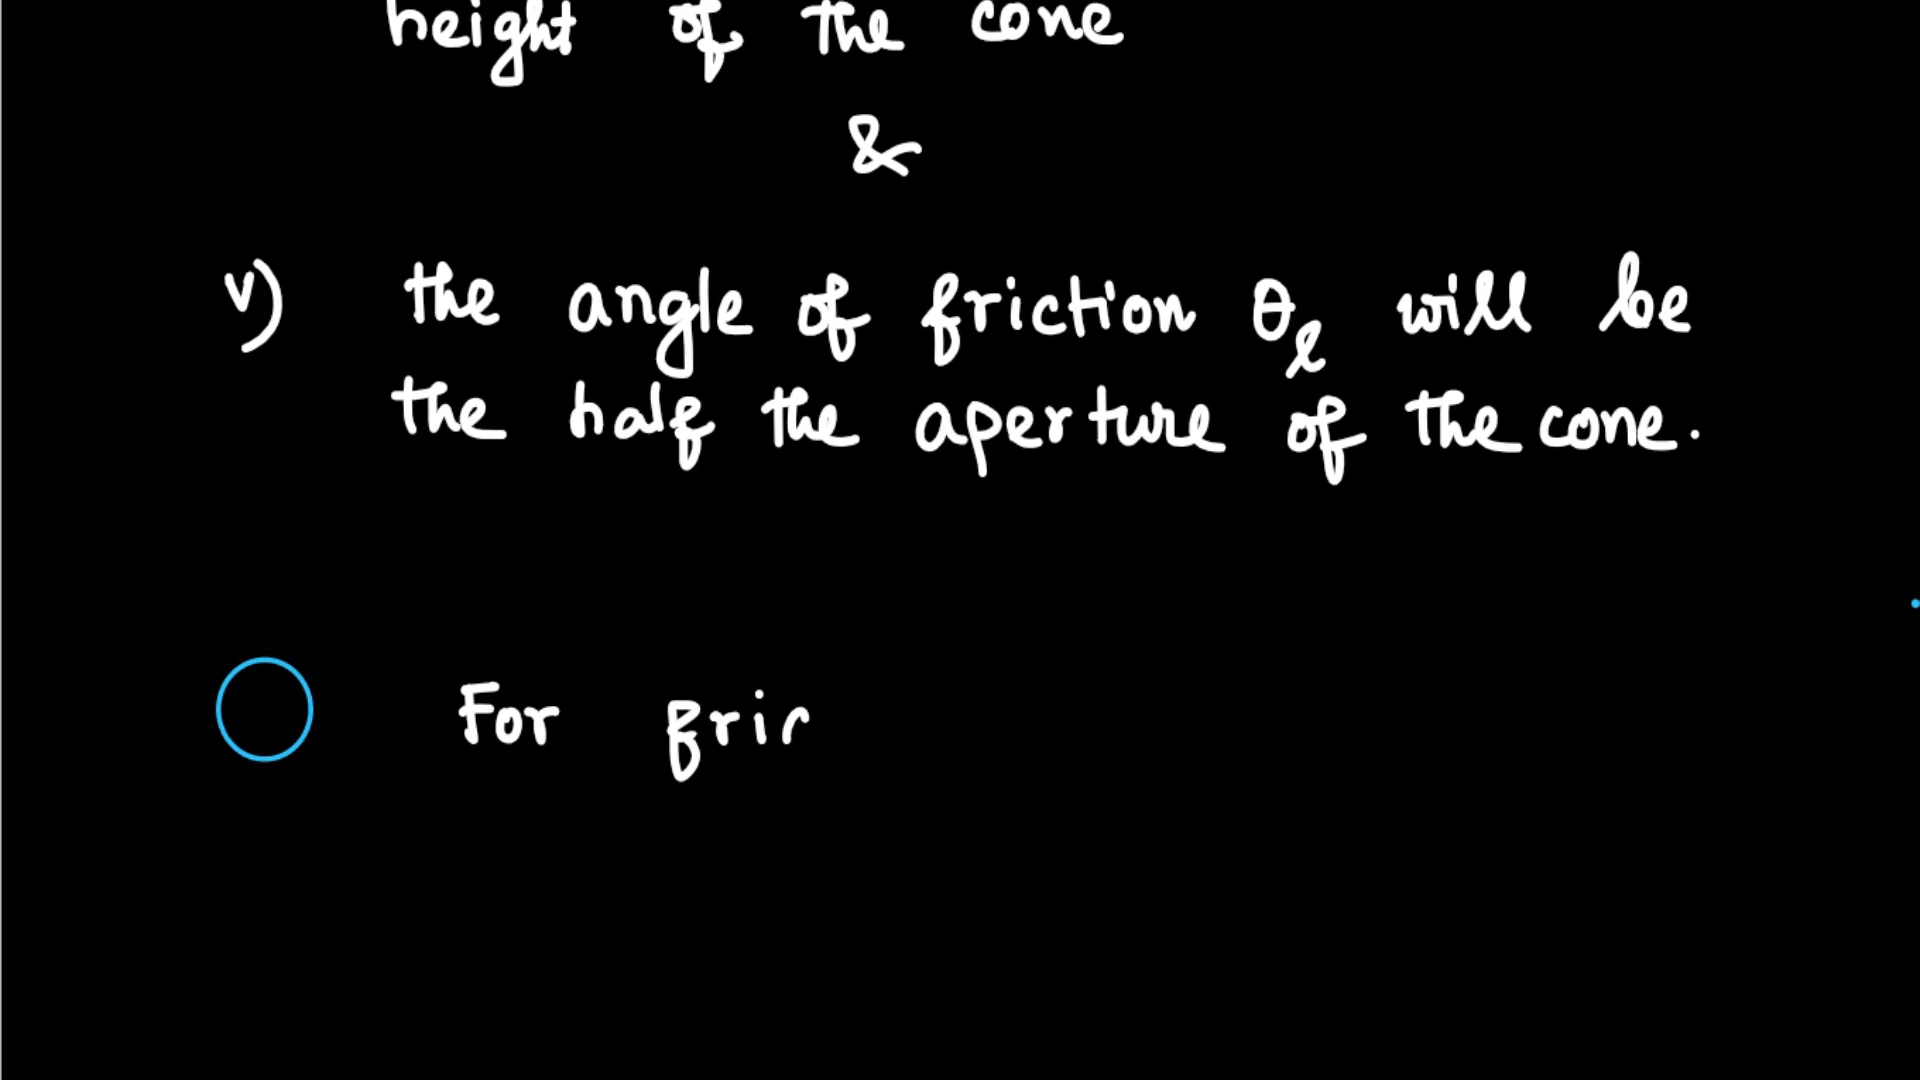 height of the cone
&
v) the angle of friction θₗ will be
the half the aperture of the cone.
For fric